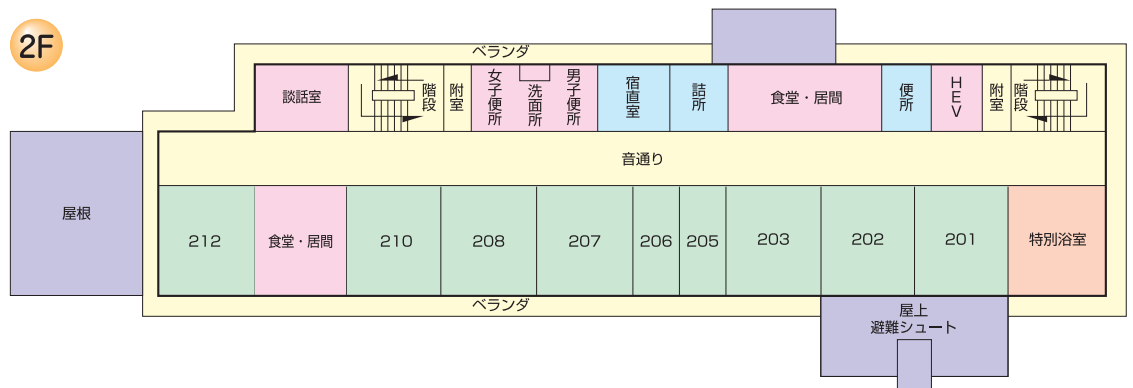 2F
ベランダ
談話室
階段
附室
女子便所
洗面所
男子便所
宿直室
詰所
食堂・居間
便所
HEV
附室
階段
音通り
屋根
212
食堂・居間
210
208
207
206
205
203
202
201
特別浴室
ベランダ
屋上
避難シュート